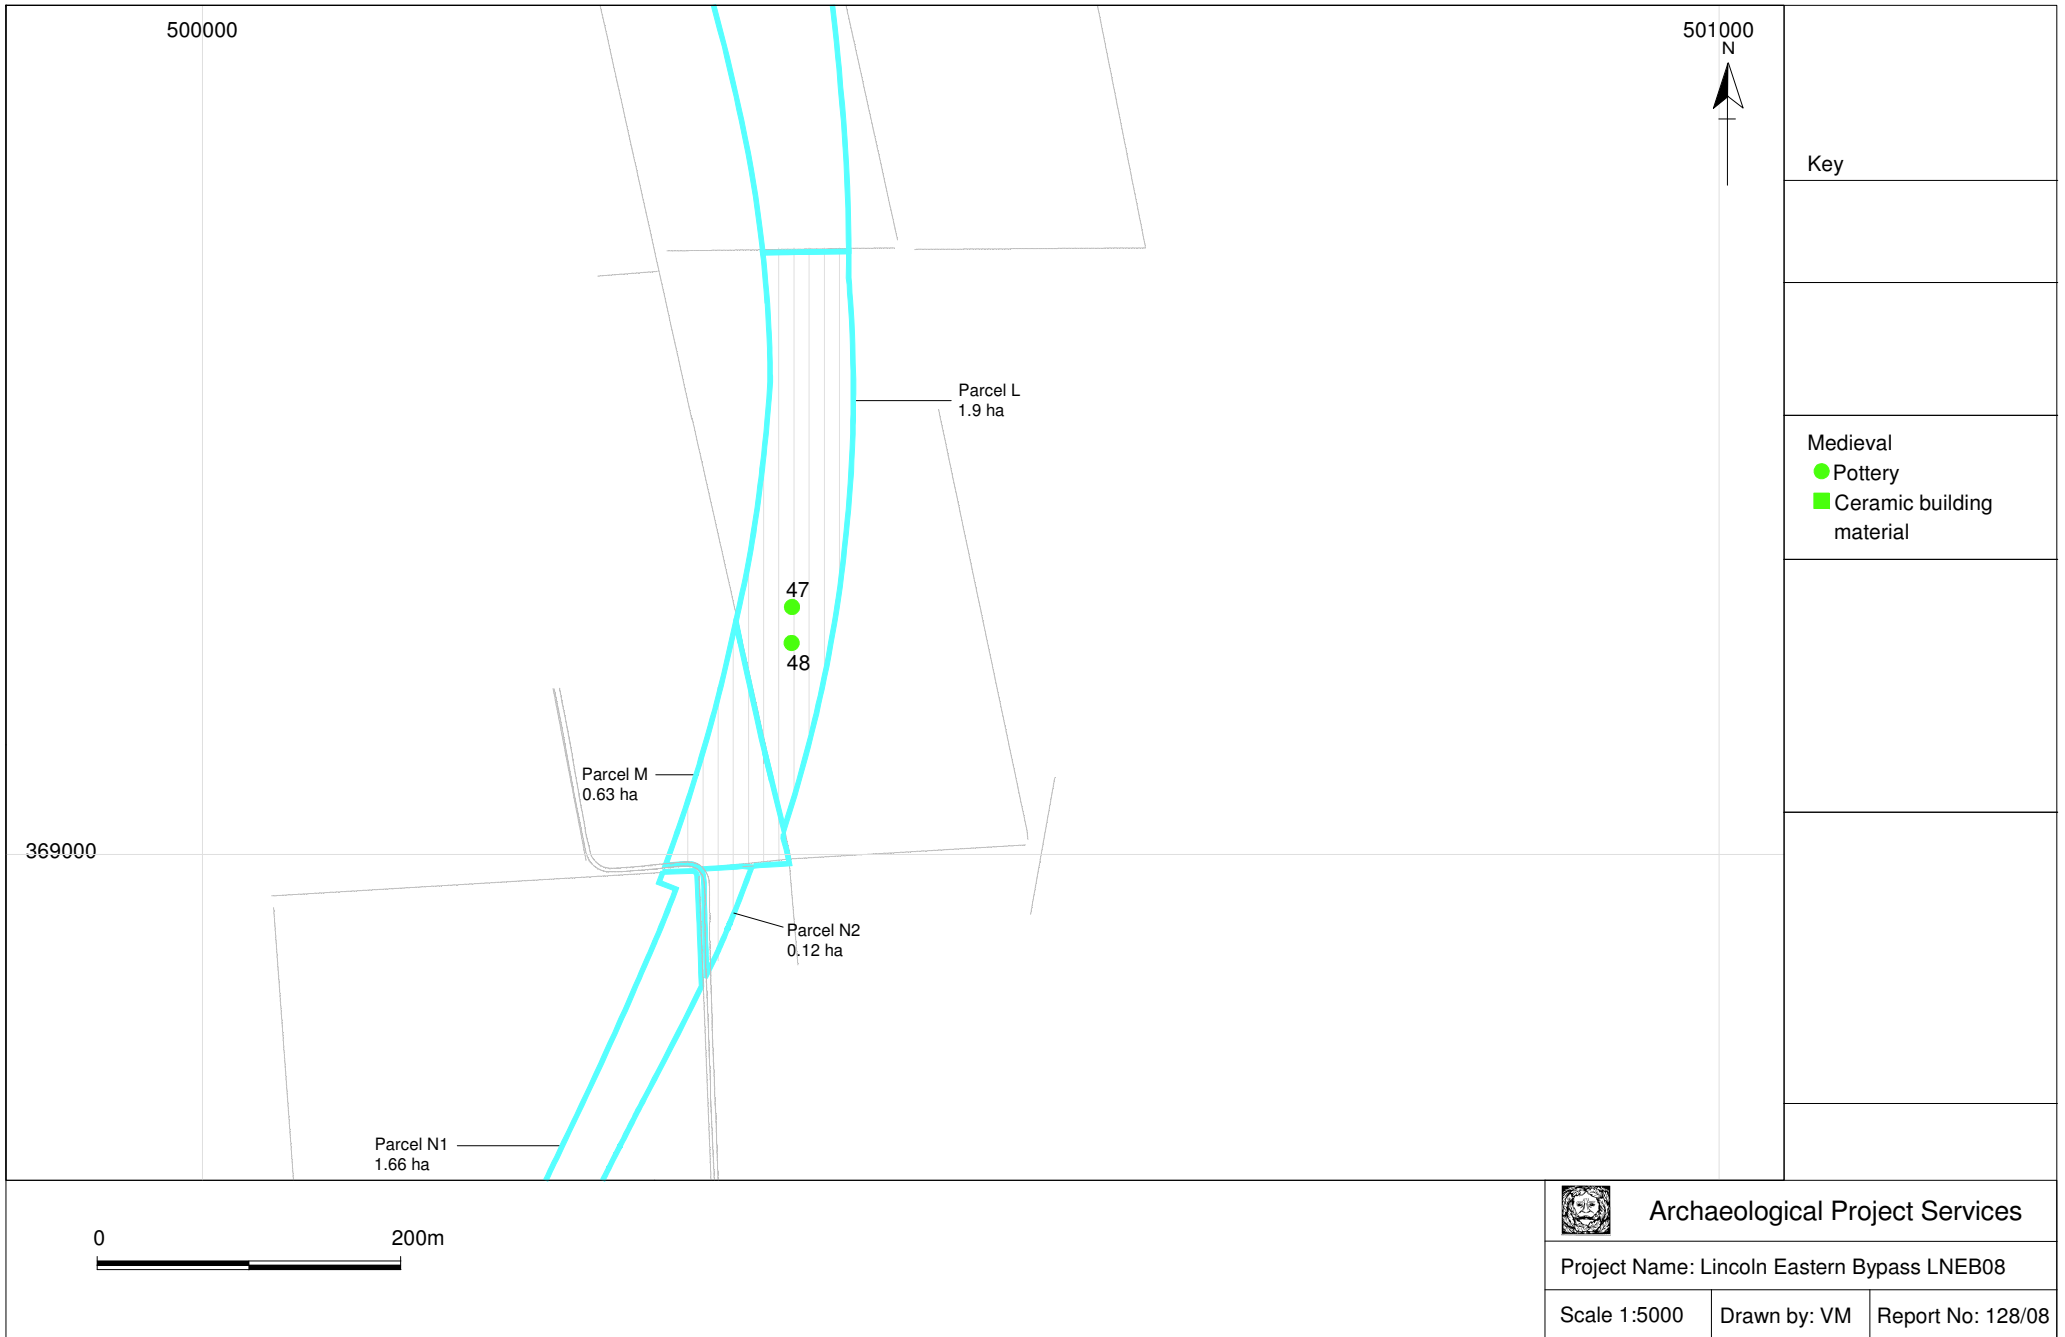 500000
501000
N
Key
Parcel L
1.9 ha
Medieval
Pottery
Ceramic building
material
47
48
Parcel M
0.63 ha
369000
Parcel N2
0.12 ha
Parcel N1
1.66 ha
0 200m
Archaeological Project Services
Project Name: Lincoln Eastern Bypass LNEB08
Scale 1:5000 Drawn by: VM Report No: 128/08